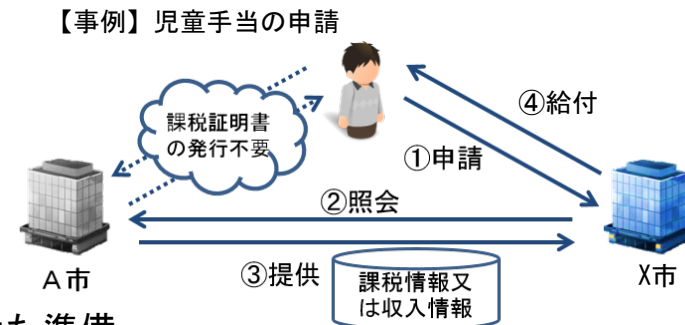 【事例】児童手当の申請
課税証明書
の発行不要
④給付
①申請
②照会
A市
③提供
課税情報又
は収入情報
X市
準備